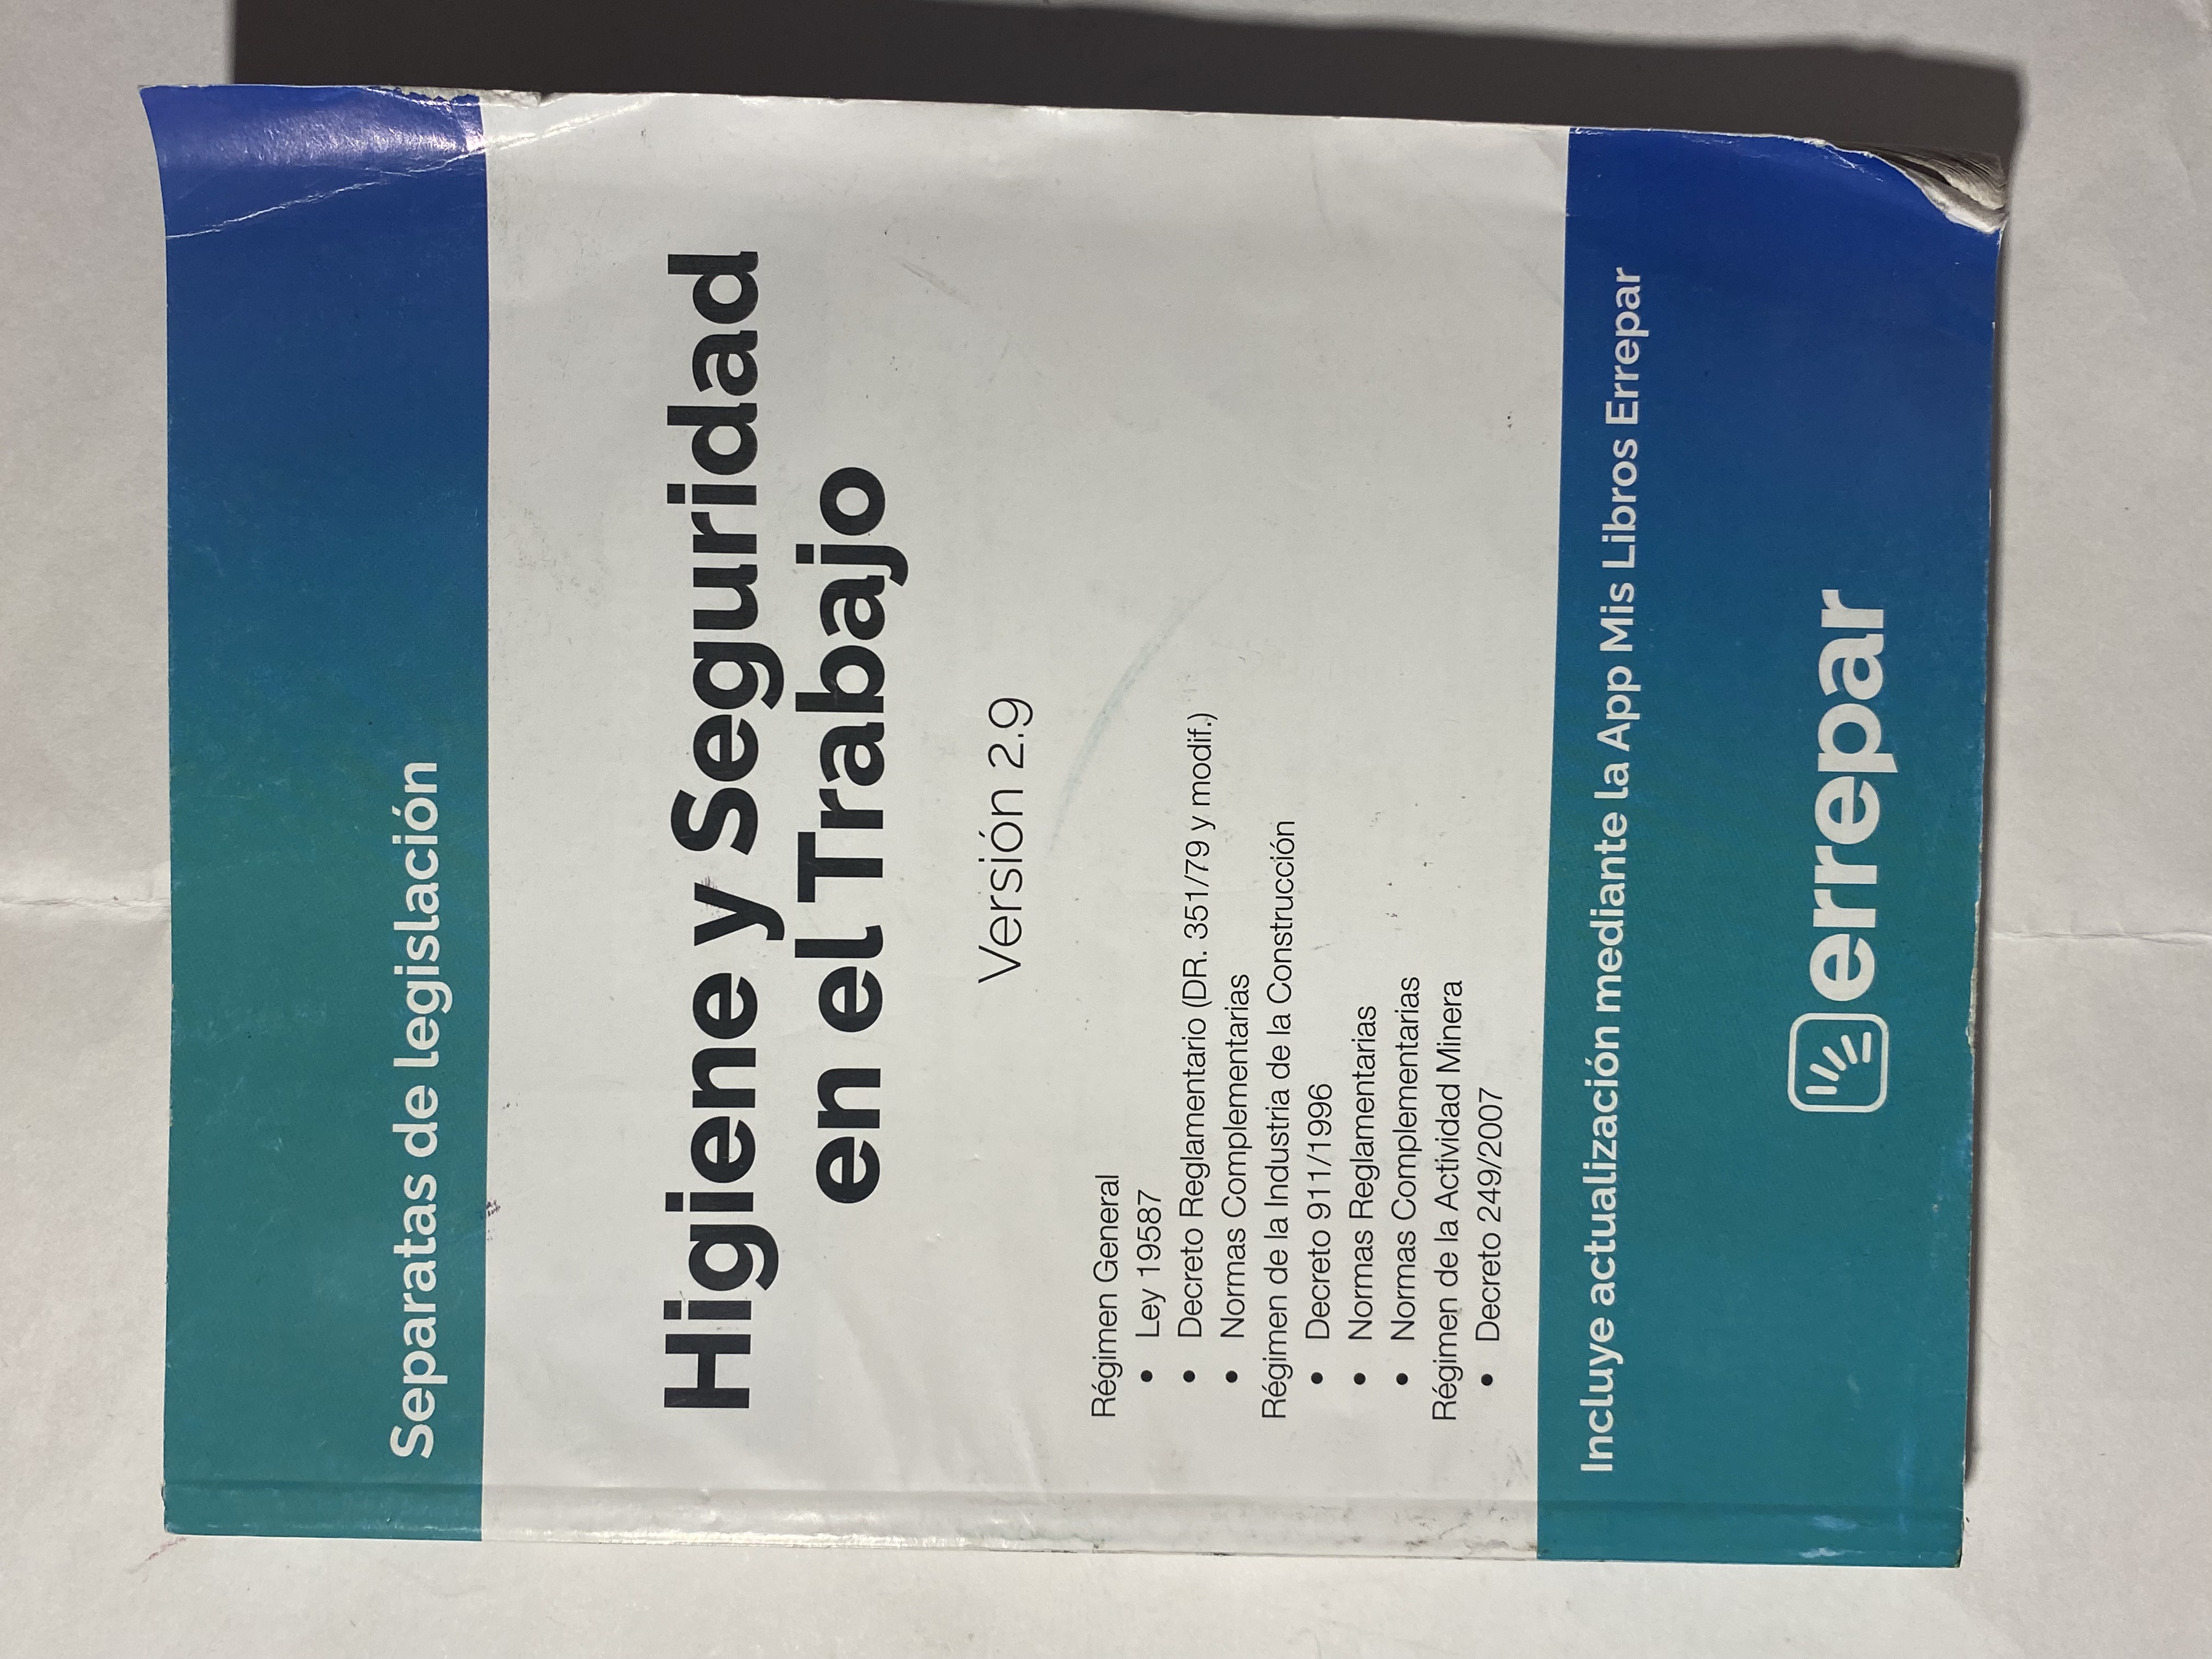 Separatas de legislación
Higiene y Seguridad
en el Trabajo
Versión 2.9
Régimen General
• Ley 19587
• Decreto Reglamentario (DR. 351/79 y modif.)
• Normas Complementarias
Régimen de la Industria de la Construcción
• Decreto 911/1996
• Normas Reglamentarias
• Normas Complementarias
Régimen de la Actividad Minera
• Decreto 249/2007
Incluye actualización mediante la App Mis Libros Errepar
errepar